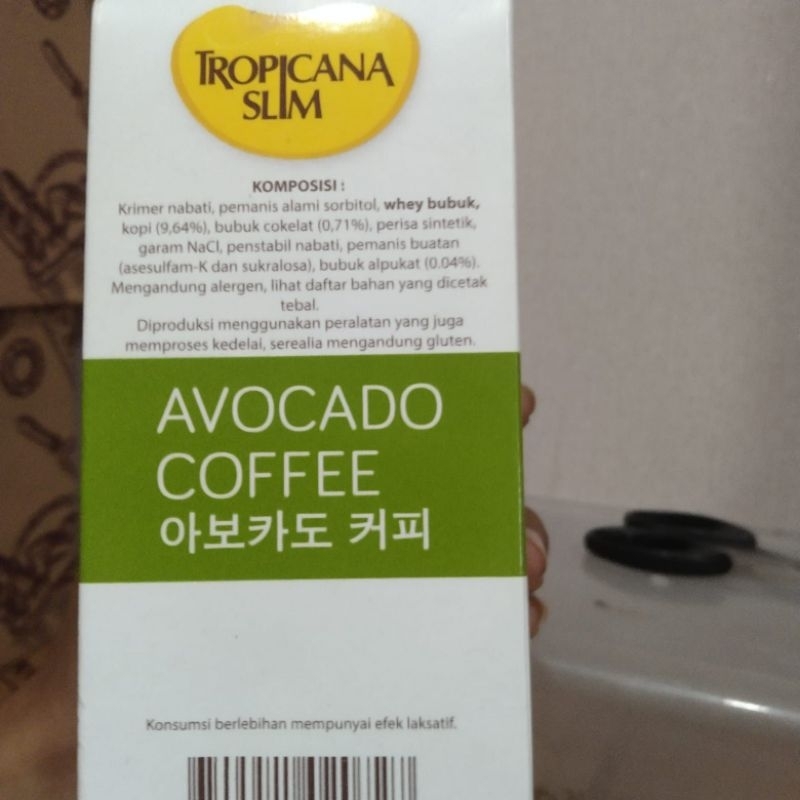 TROPICANA
SLIM
KOMPOSISI :
Krimer nabati, pemanis alami sorbitol, whey bubuk,
kopi (9,64%), bubuk cokelat (0,71%), perisa sintetik,
garam NaCl, penstabil nabati, pemanis buatan
(asesulfam-K dan sukralosa), bubuk alpukat (0.04%).
Mengandung alergen, lihat daftar bahan yang dicetak
tebal.
Diproduksi menggunakan peralatan yang juga
memproses kedelai, serealia mengandung gluten.
AVOCADO
COFFEE
아보카도 커피
Konsumsi berlebihan mempunyai efek laksatif.